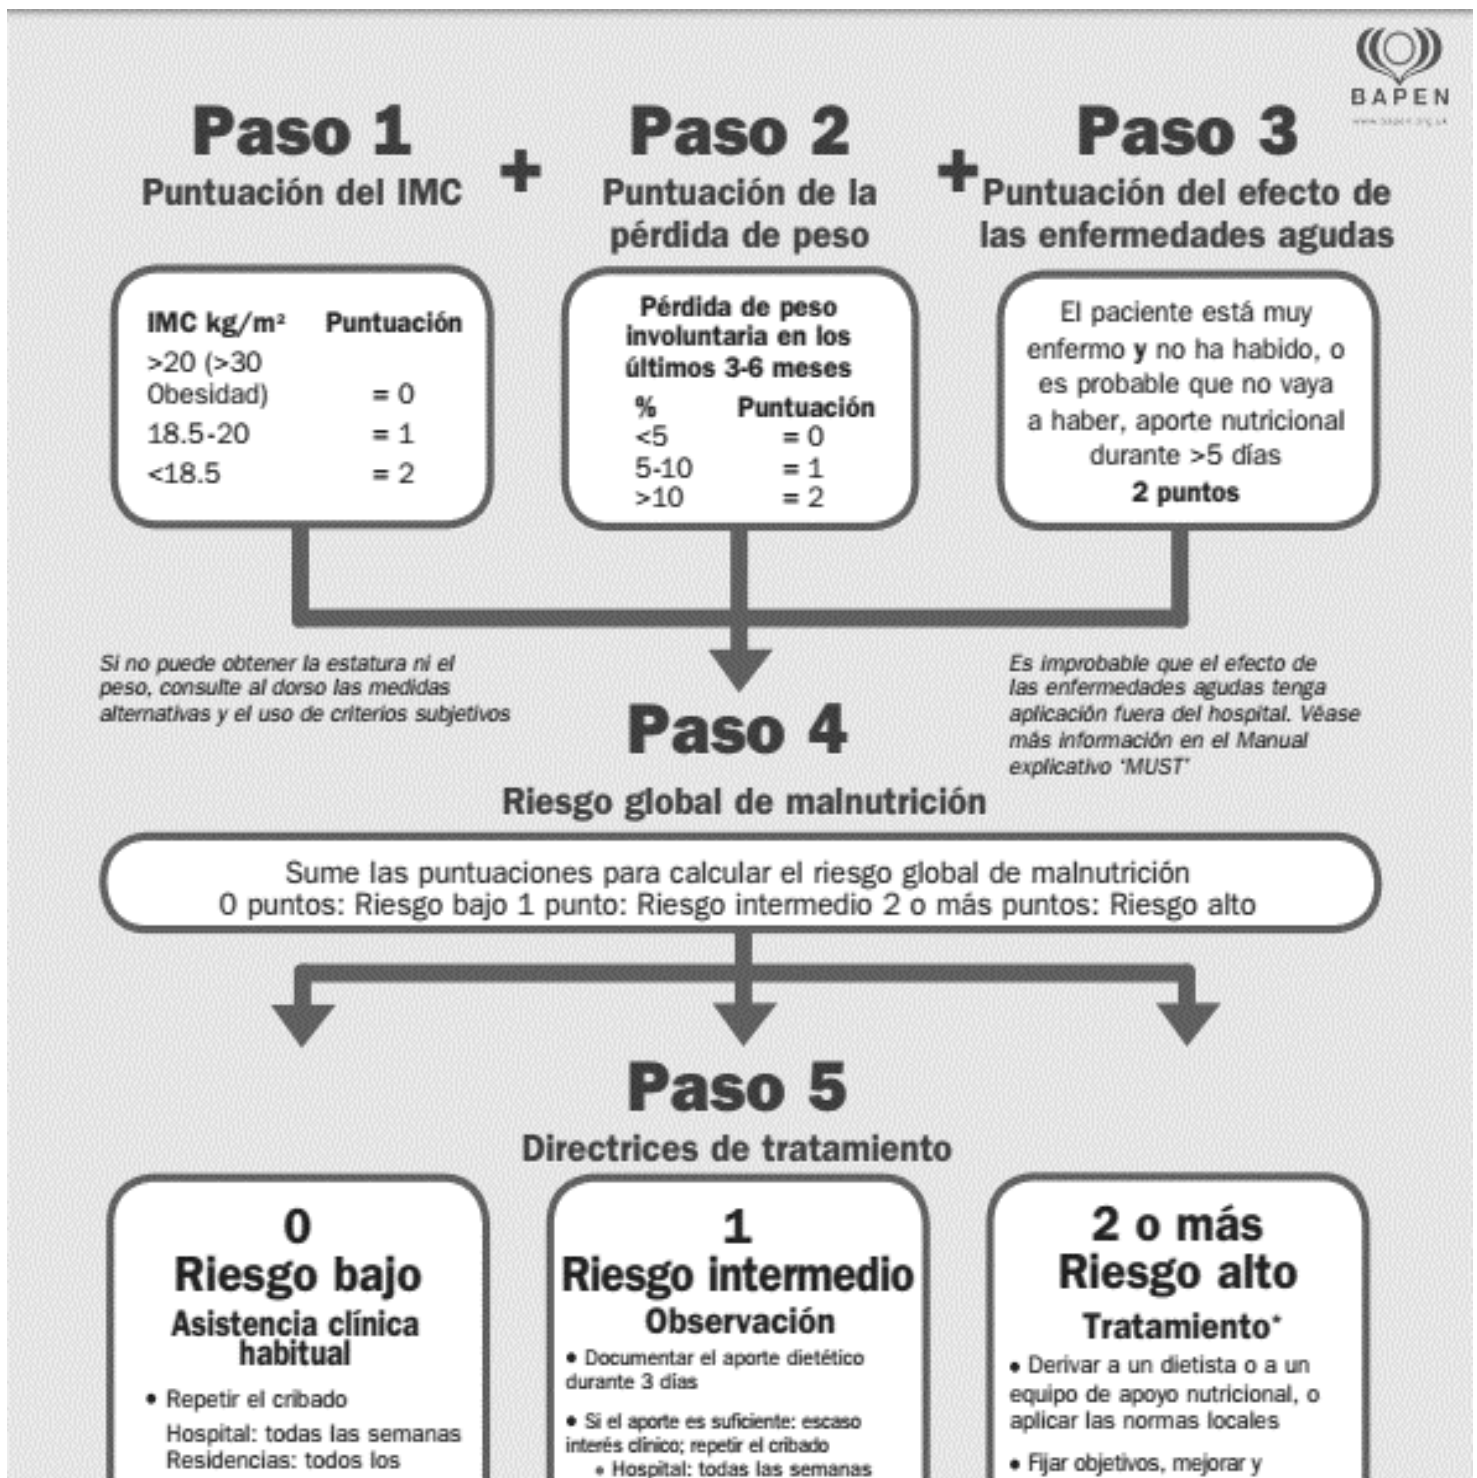 BAPEN
www.bapen.org.uk
Paso 1
Puntuación del IMC
+
Paso 2
Puntuación de la
pérdida de peso
+
Paso 3
Puntuación del efecto de
las enfermedades agudas
IMC kg/m² Puntuación
>20 (>30
Obesidad) = 0
18.5-20 = 1
<18.5 = 2
Pérdida de peso
involuntaria en los
últimos 3-6 meses
% Puntuación
<5 = 0
5-10 = 1
>10 = 2
El paciente está muy
enfermo y no ha habido, o
es probable que no vaya
a haber, aporte nutricional
durante >5 días
2 puntos
Si no puede obtener la estatura ni el
peso, consulte al dorso las medidas
alternativas y el uso de criterios subjetivos
Es improbable que el efecto de
las enfermedades agudas tenga
aplicación fuera del hospital. Véase
más información en el Manual
explicativo 'MUST'
Paso 4
Riesgo global de malnutrición
Sume las puntuaciones para calcular el riesgo global de malnutrición
0 puntos: Riesgo bajo 1 punto: Riesgo intermedio 2 o más puntos: Riesgo alto
Paso 5
Directrices de tratamiento
0
Riesgo bajo
Asistencia clínica
habitual
• Repetir el cribado
Hospital: todas las semanas
Residencias: todos los
1
Riesgo intermedio
Observación
• Documentar el aporte dietético
durante 3 días
• Si el aporte es suficiente: escaso
interés clínico; repetir el cribado
• Hospital: todas las semanas
2 o más
Riesgo alto
Tratamiento*
• Derivar a un dietista o a un
equipo de apoyo nutricional, o
aplicar las normas locales
• Fijar objetivos, mejorar y